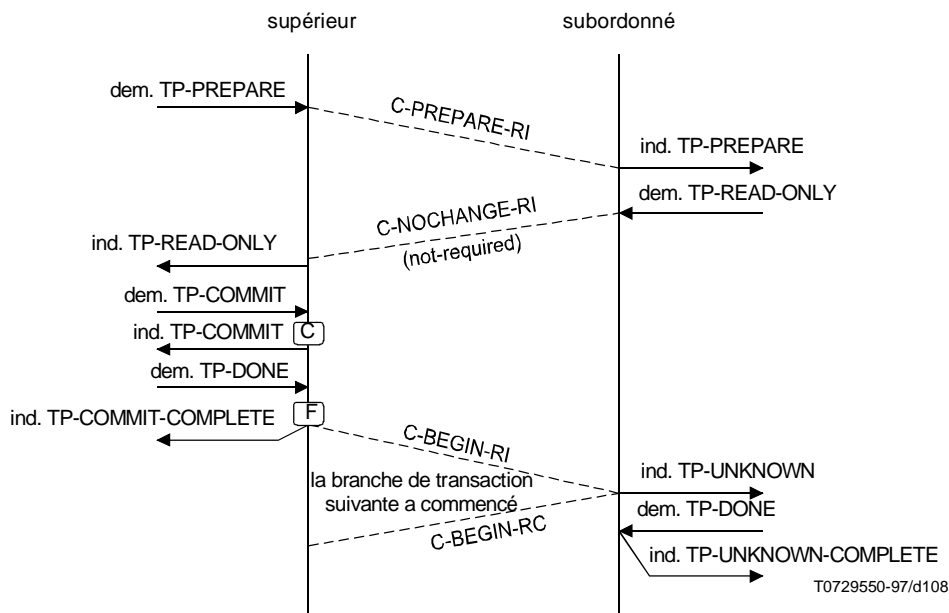 supérieur
subordonné
dem. TP-PREPARE
C-PREPARE-RI
ind. TP-PREPARE
dem. TP-READ-ONLY
C-NOCHANGE-RI
(not-required)
ind. TP-READ-ONLY
dem. TP-COMMIT
ind. TP-COMMIT
C
dem. TP-DONE
ind. TP-COMMIT-COMPLETE
F
C-BEGIN-RI
la branche de transaction
suivante a commencé
ind. TP-UNKNOWN
dem. TP-DONE
C-BEGIN-RC
ind. TP-UNKNOWN-COMPLETE
T0729550-97/d108